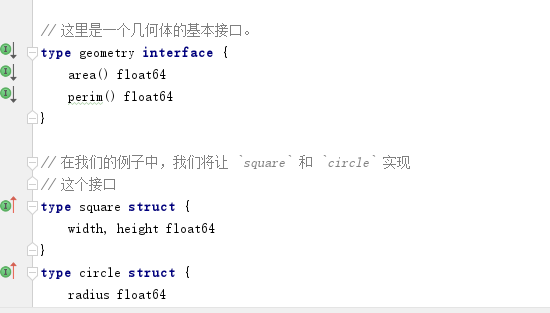 // 这里是一个几何体的基本接口。
type geometry interface {
    area() float64
    perim() float64
}
// 在我们的例子中，我们将让 `square` 和 `circle` 实现
// 这个接口
type square struct {
    width, height float64
}
type circle struct {
    radius float64